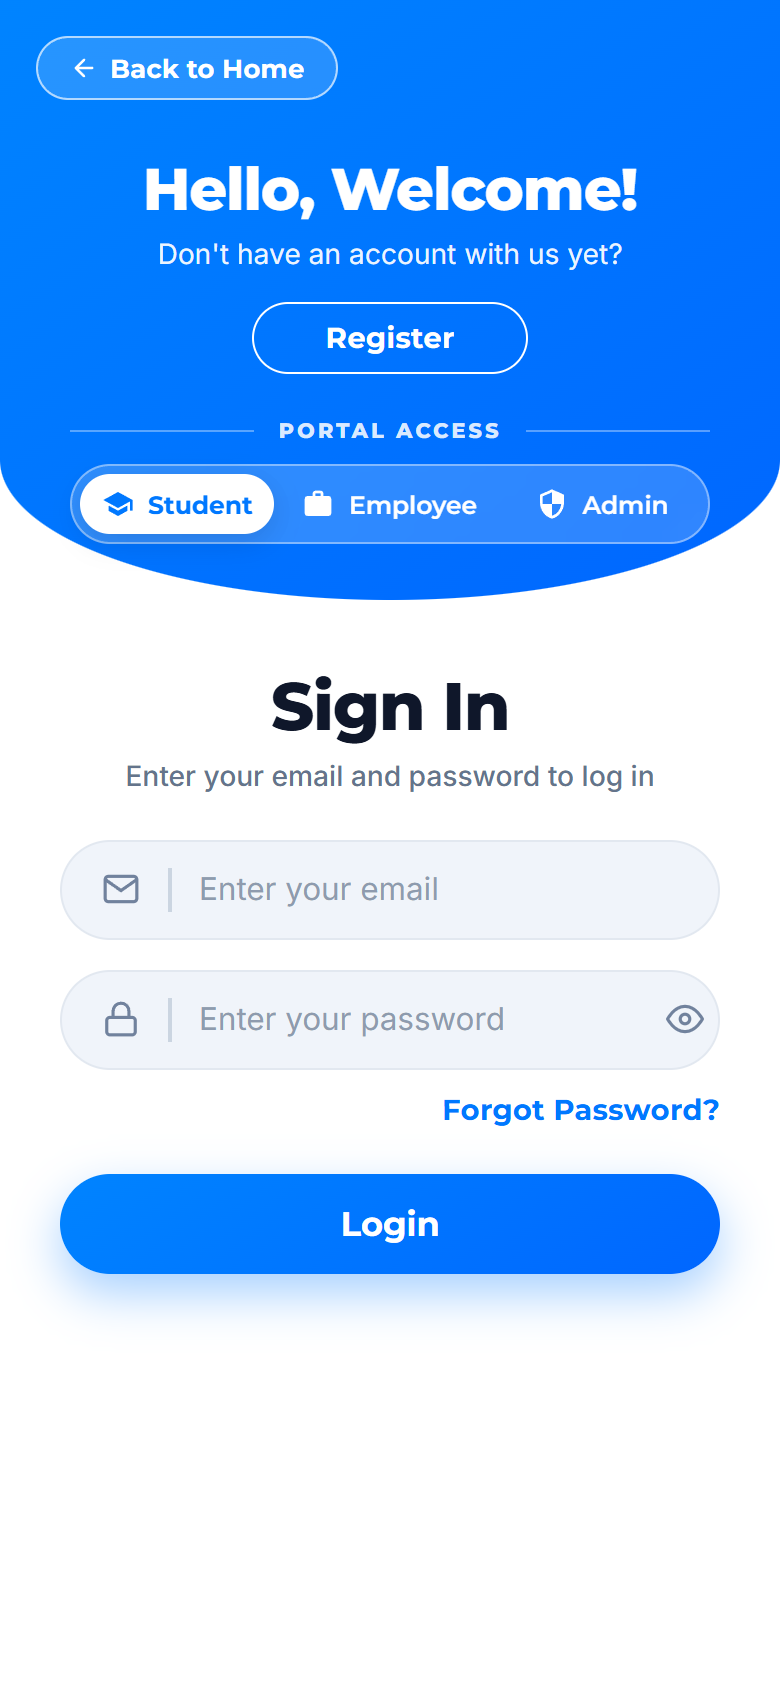 Back to Home
Hello, Welcome!
Don't have an account with us yet?
Register
PORTAL ACCESS
Student
Employee
Admin
Sign In
Enter your email and password to log in
Enter your email
Enter your password
Forgot Password?
Login